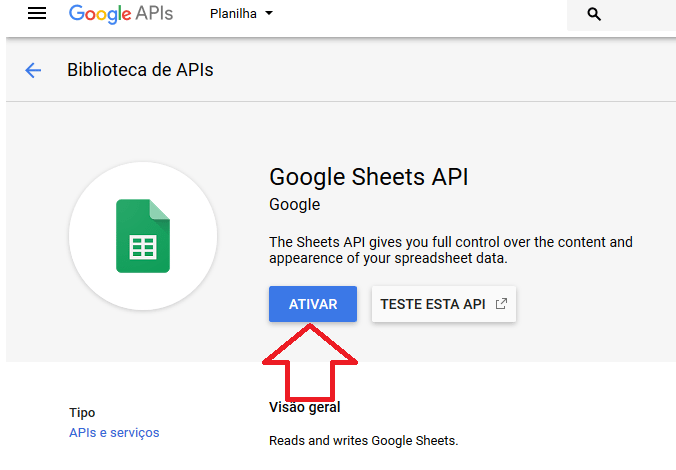 Google APIs Planilha
Biblioteca de APIs
Google Sheets API
Google
The Sheets API gives you full control over the content and
appearence of your spreadsheet data.
ATIVAR TESTE ESTA API
Tipo
APIs e serviços
Visão geral
Reads and writes Google Sheets.